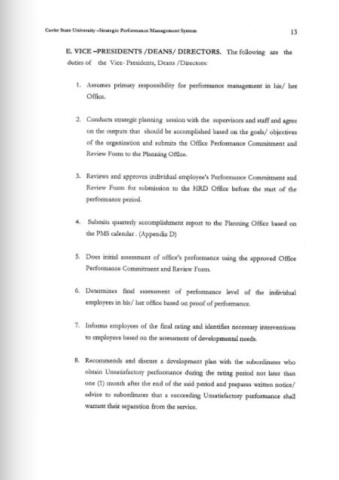 Cavite State University –Strategic Performance Management System
13
E. VICE –PRESIDENTS /DEANS/ DIRECTORS. The following are the
duties of the Vice- Presidents, Deans /Directors:
1. Assumes primary responsibility for performance management in his/ her
Office.
2. Conducts strategic planning session with the supervisors and staff and agree
on the outputs that should be accomplished based on the goals/ objectives
of the organization and submits the Office Performance Commitment and
Review Form to the Planning Office.
3. Reviews and approves individual employee's Performance Commitment and
Review Form for submission to the HRD Office before the start of the
performance period.
4. Submits quarterly accomplishment report to the Planning Office based on
the PMS calendar . (Appendix D)
5. Does initial assessment of office's performance using the approved Office
Performance Commitment and Review Form.
6. Determines final assessment of performance level of the individual
employees in his/ her office based on proof of performance.
7. Informs employees of the final rating and identifies necessary interventions
to employees based on the assessment of developmental needs.
8. Recommends and discuss a development plan with the subordinates who
obtain Unsatisfactory performance during the rating period not later than
one (1) month after the end of the said period and prepares written notice/
advice to subordinates that a succeeding Unsatisfactory performance shall
warrant their separation from the service.